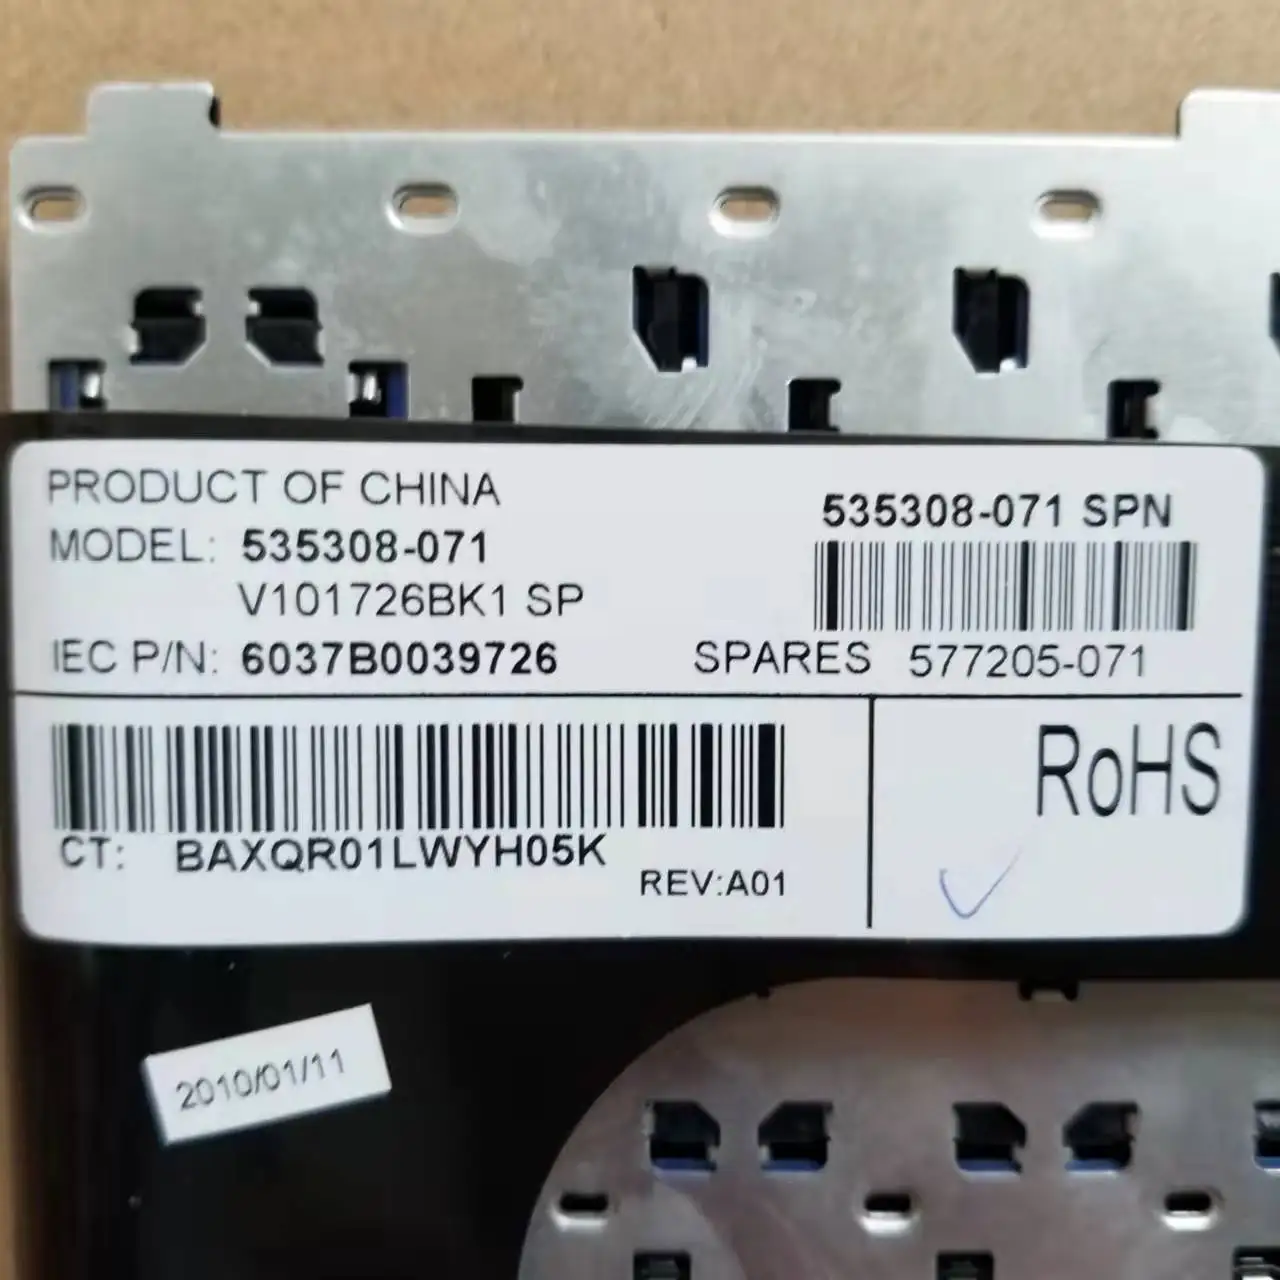 PRODUCT OF CHINA
MODEL: 535308-071
V101726BK1 SP
IEC P/N: 6037B0039726
535308-071 SPN
SPARES 577205-071
CT: BAXQR01LWYH05K
REV:A01
RoHS
2010/01/11